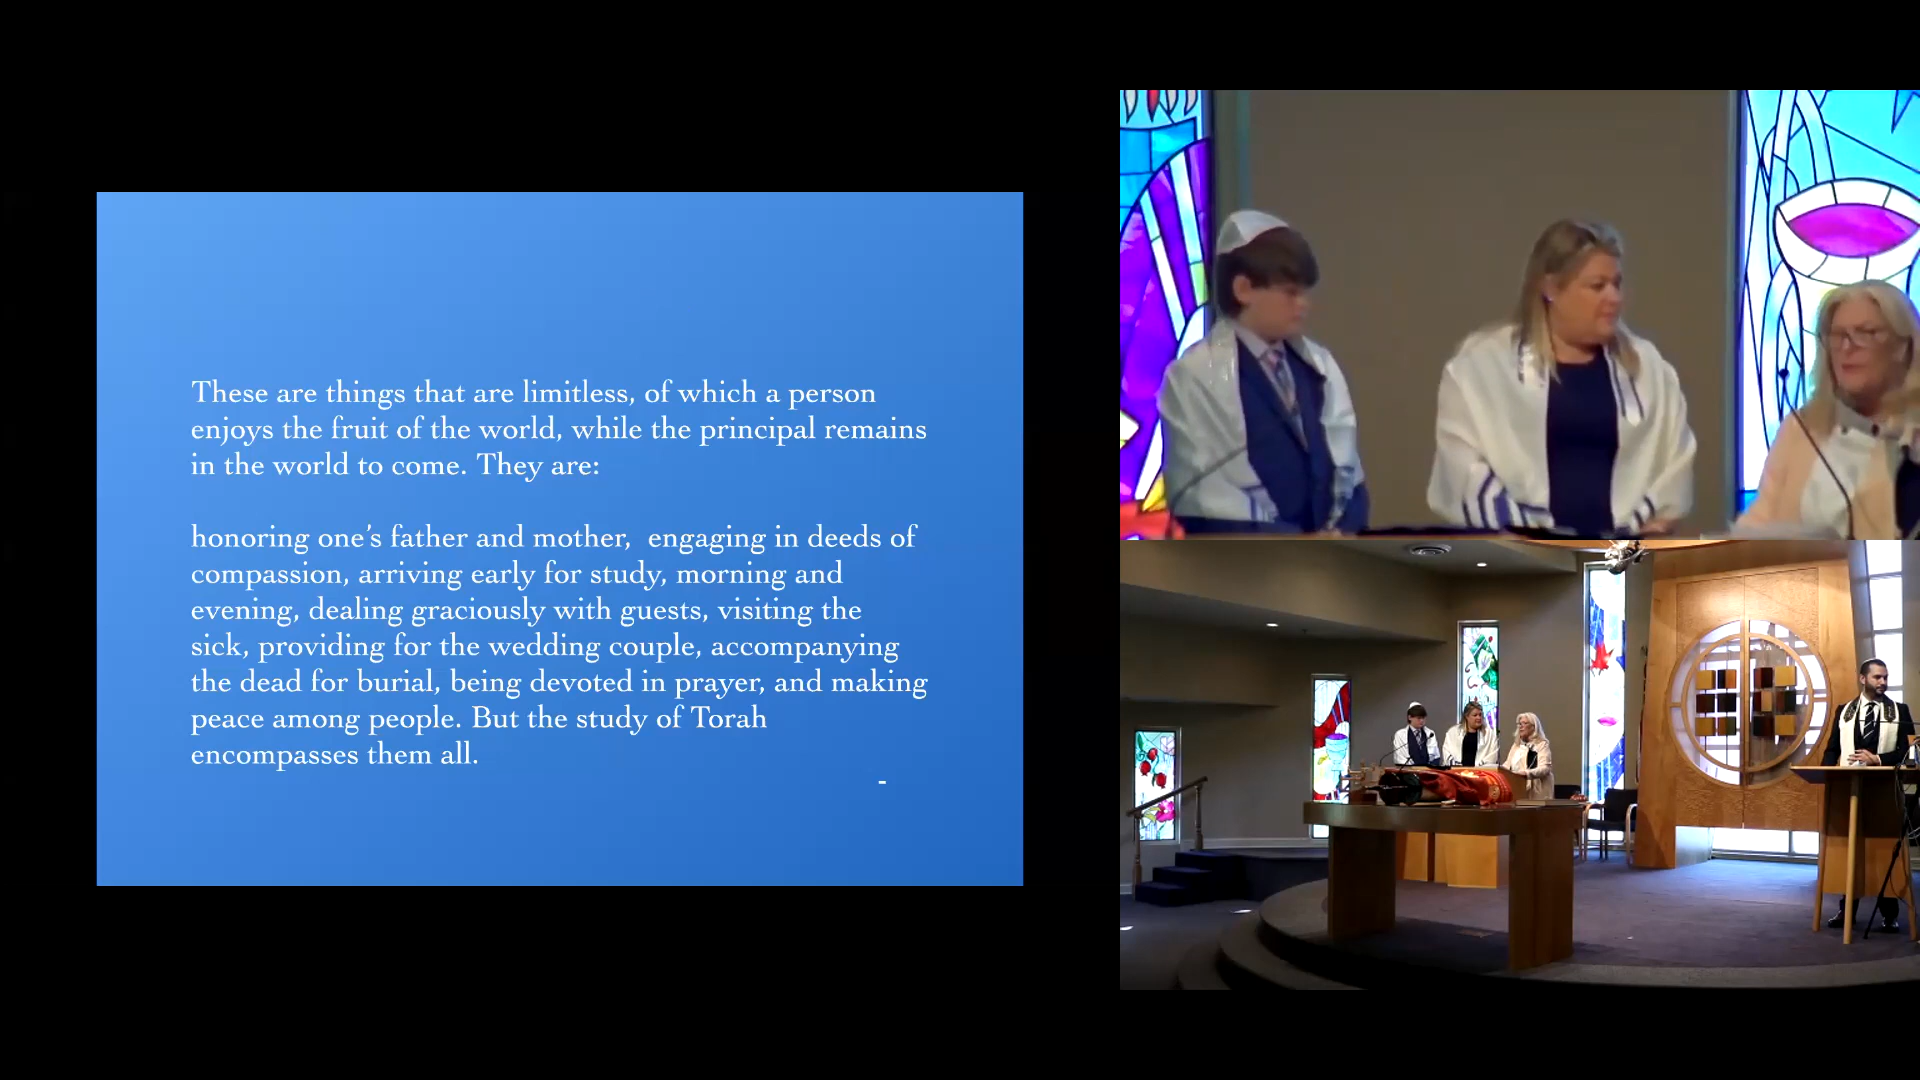 These are things that are limitless, of which a person
enjoys the fruit of the world, while the principal remains
in the world to come. They are:
honoring one's father and mother,  engaging in deeds of
compassion, arriving early for study, morning and
evening, dealing graciously with guests, visiting the
sick, providing for the wedding couple, accompanying
the dead for burial, being devoted in prayer, and making
peace among people. But the study of Torah
encompasses them all.
-